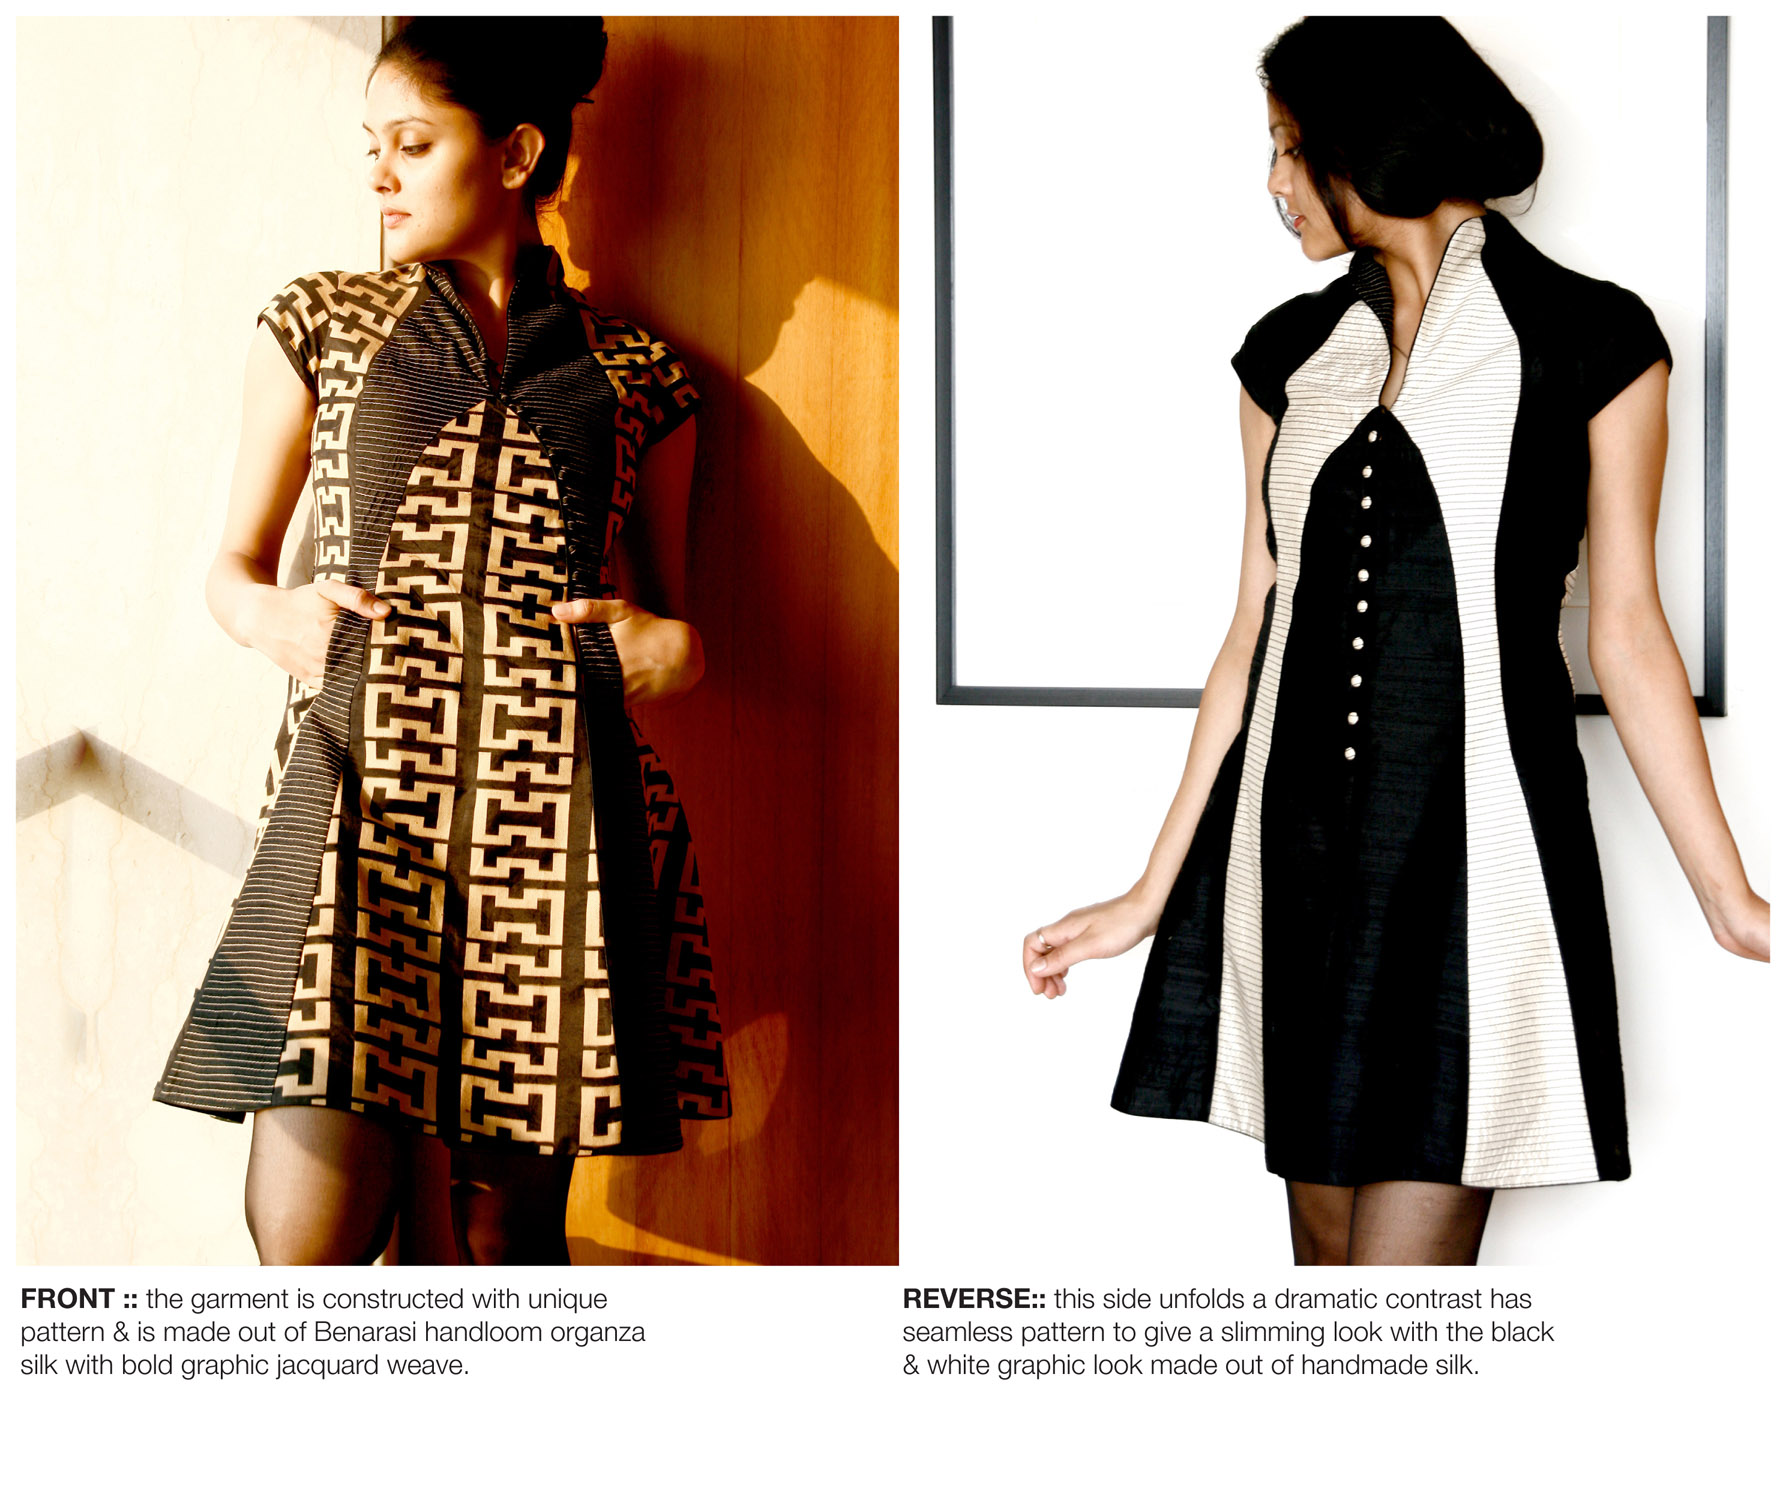 FRONT :: the garment is constructed with unique
pattern & is made out of Benarasi handloom organza
silk with bold graphic jacquard weave.
REVERSE:: this side unfolds a dramatic contrast has
seamless pattern to give a slimming look with the black
& white graphic look made out of handmade silk.